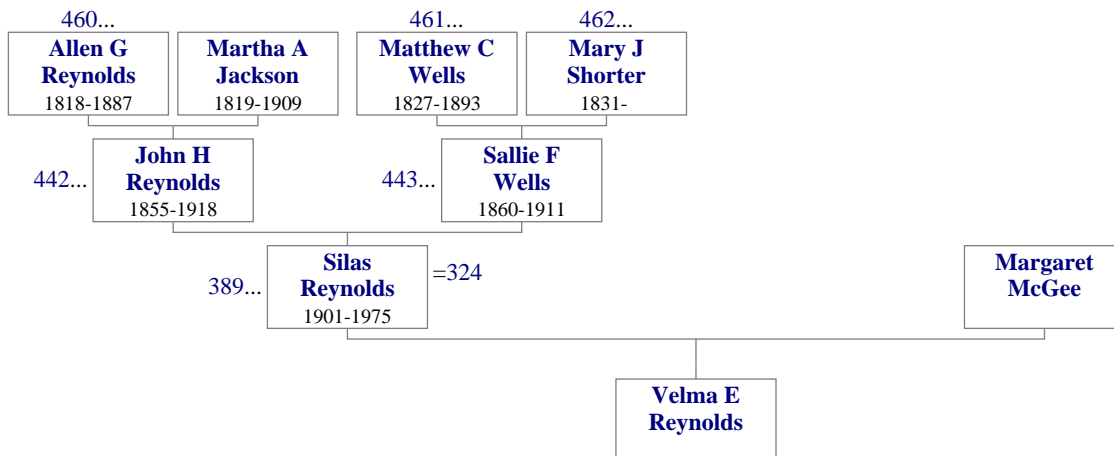 460...
461...
462...
Allen G
Reynolds
1818-1887
Martha A
Jackson
1819-1909
Matthew C
Wells
1827-1893
Mary J
Shorter
1831-
442...
John H
Reynolds
1855-1918
443...
Sallie F
Wells
1860-1911
389...
Silas
Reynolds
1901-1975
=324
Margaret
McGee
Velma E
Reynolds